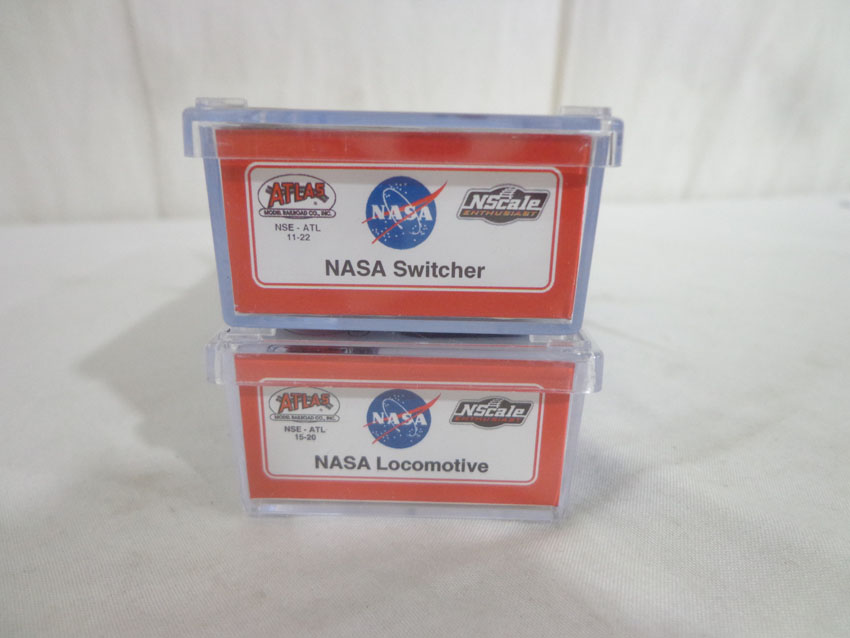 ATLAS
MODEL RAILROAD CO., INC.
NSE - ATL
11-22
NASA
NScale
ENTHUSIAST
NASA Switcher
ATLAS
MODEL RAILROAD CO., INC.
NSE - ATL
15-20
NASA
NScale
ENTHUSIAST
NASA Locomotive